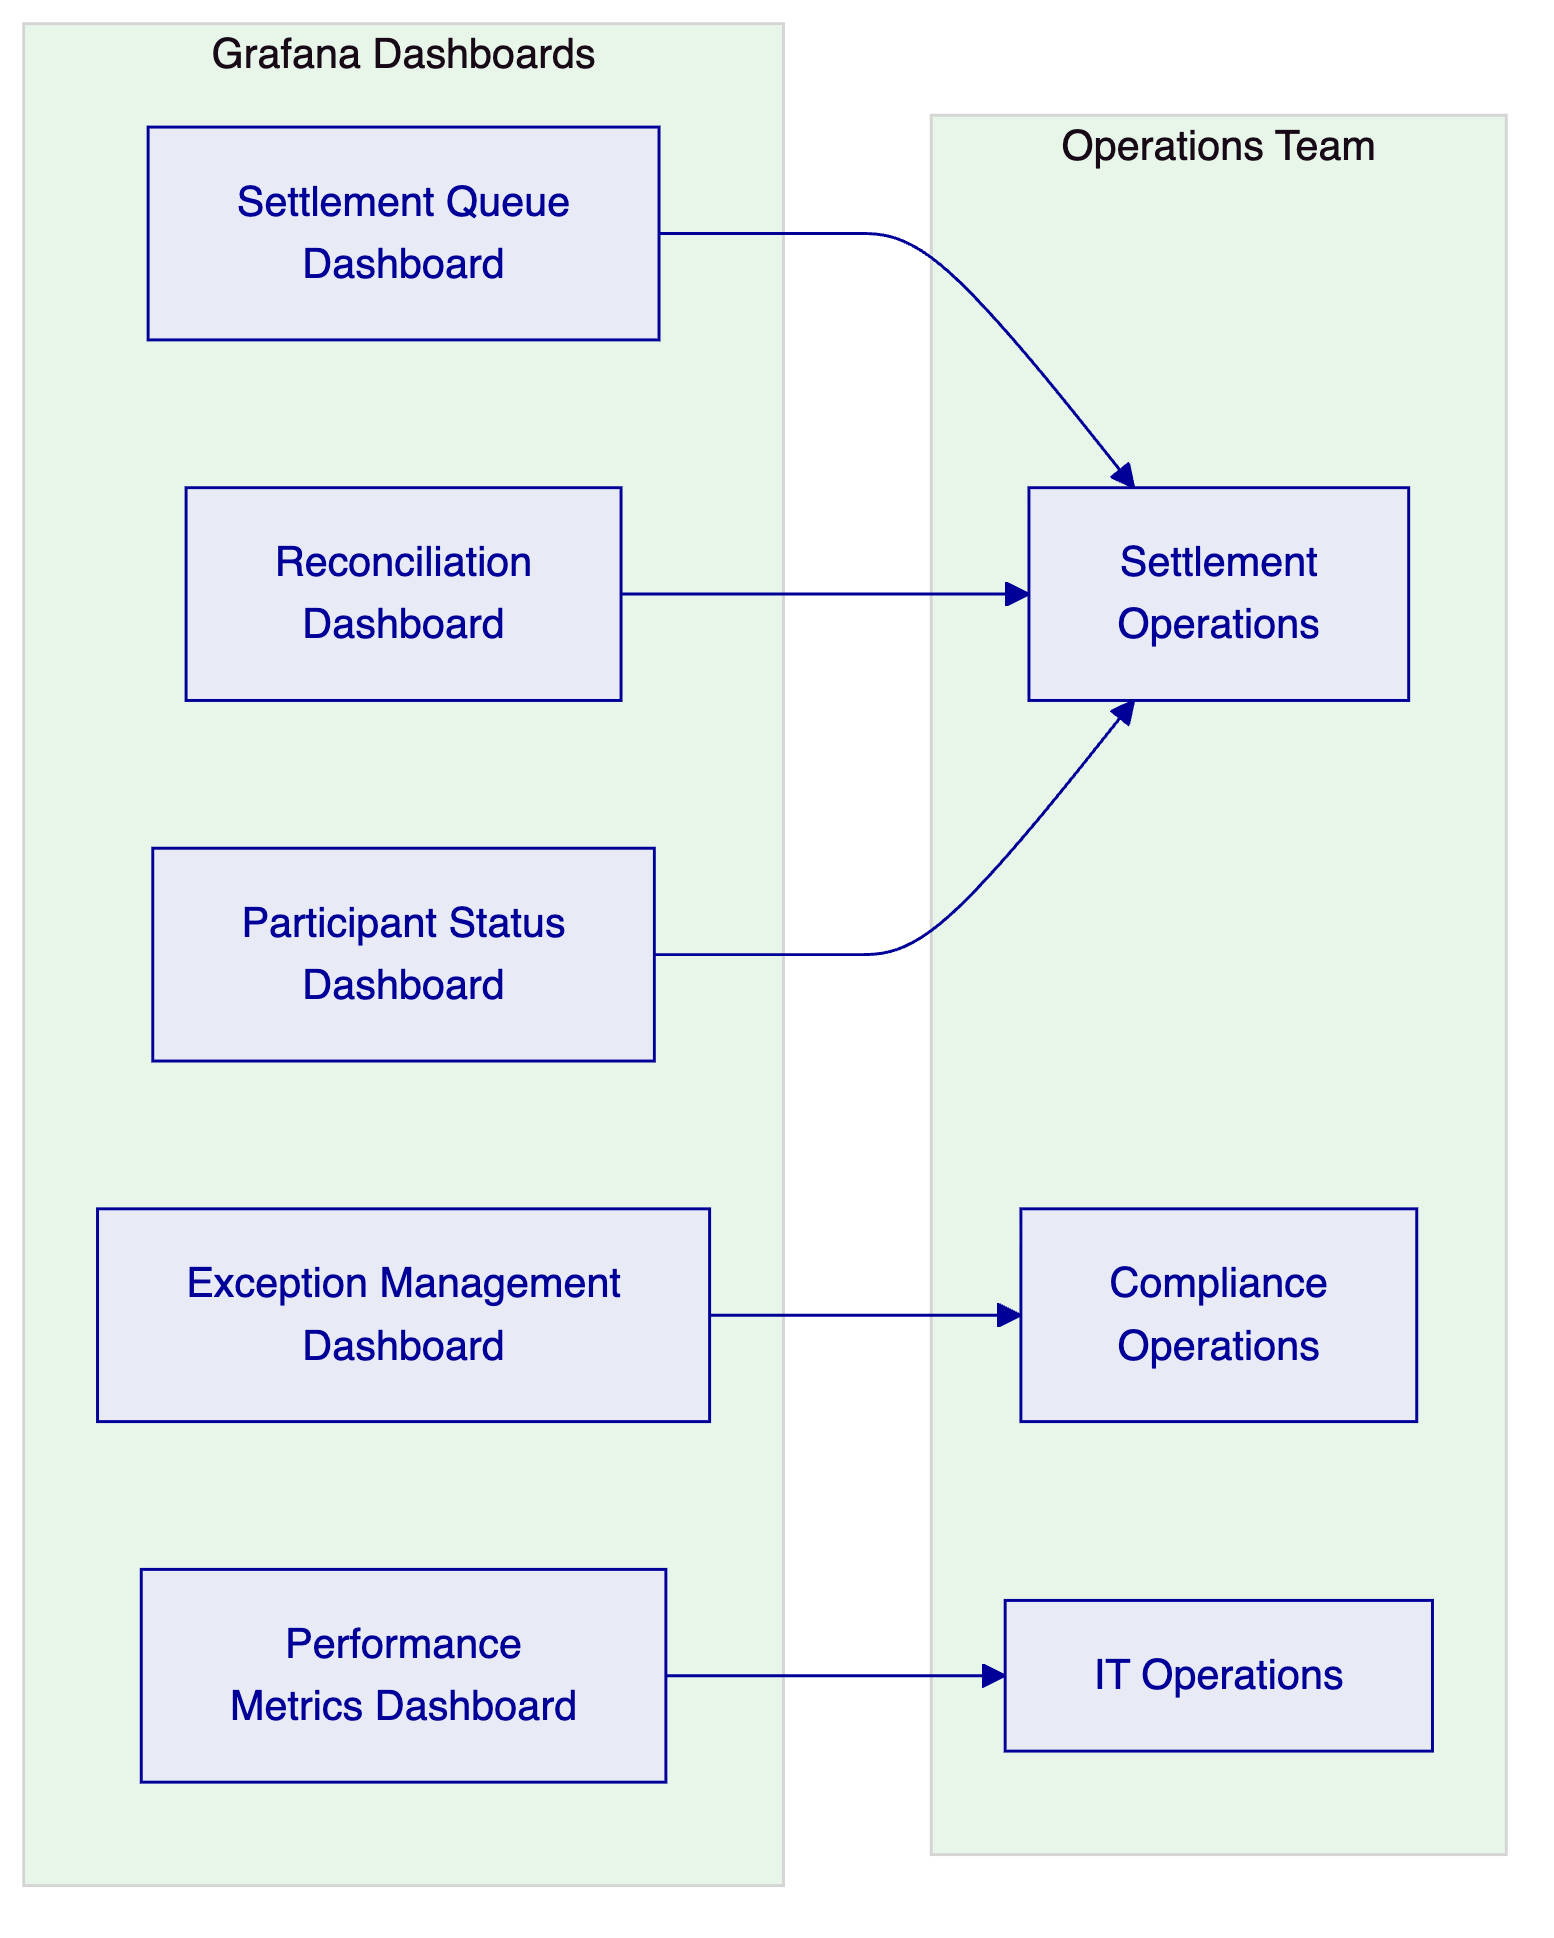 Grafana Dashboards
Settlement Queue
Dashboard
Reconciliation
Dashboard
Participant Status
Dashboard
Exception Management
Dashboard
Performance
Metrics Dashboard
Operations Team
Settlement
Operations
Compliance
Operations
IT Operations